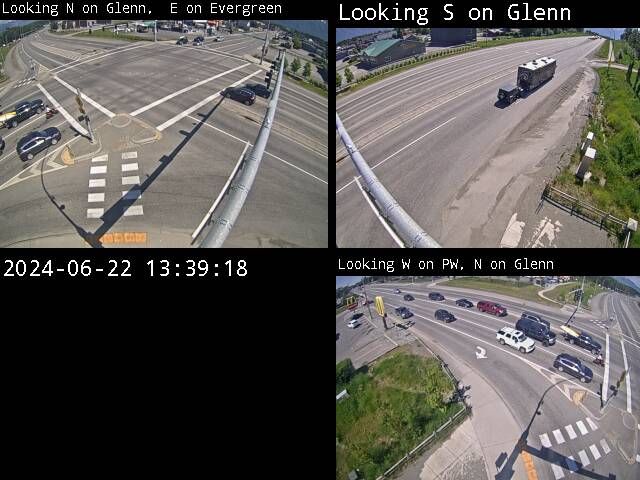 Looking N on Glenn,  E on Evergreen
Looking S on Glenn
2024-06-22 13:39:18
Looking W on PW, N on Glenn